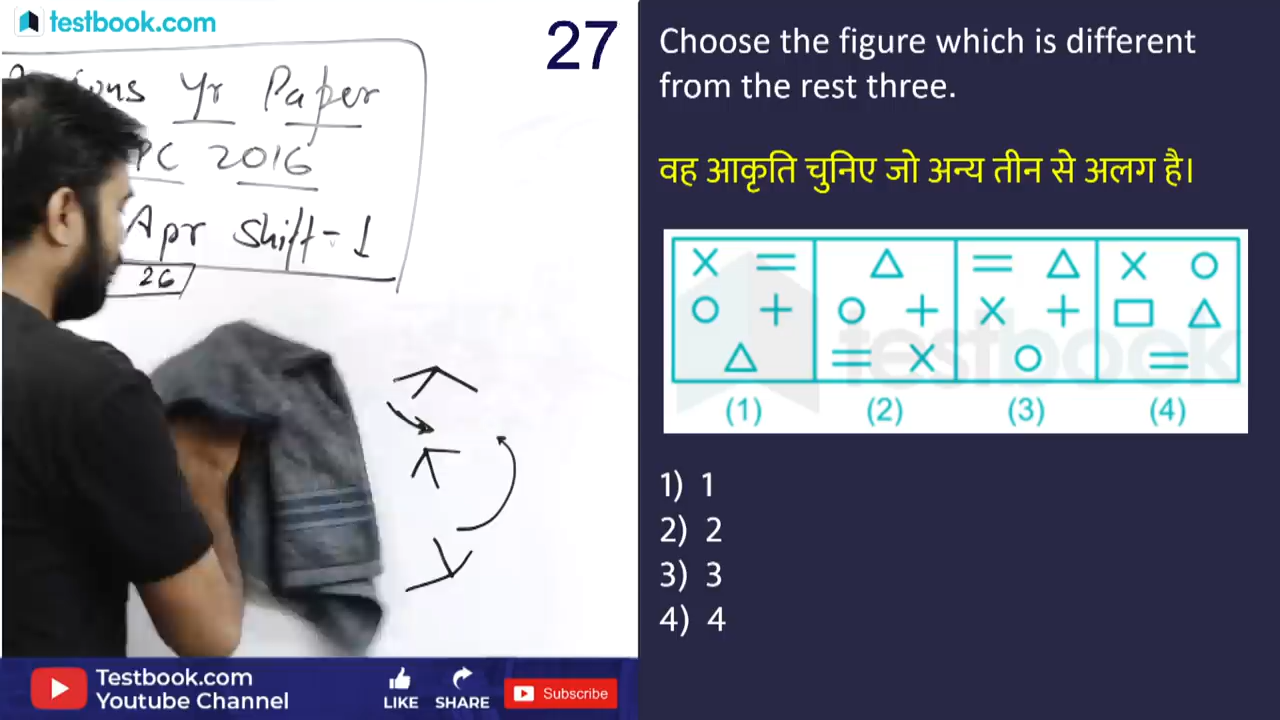 testbook.com
Yr Paper
PC 2016
Apr Shift-1
26
27
Choose the figure which is different
from the rest three.
वह आकृति चुनिए जो अन्य तीन से अलग है।
testbook
(1) (2) (3) (4)
1) 1
2) 2
3) 3
4) 4
Testbook.com
Youtube Channel
LIKE SHARE Subscribe